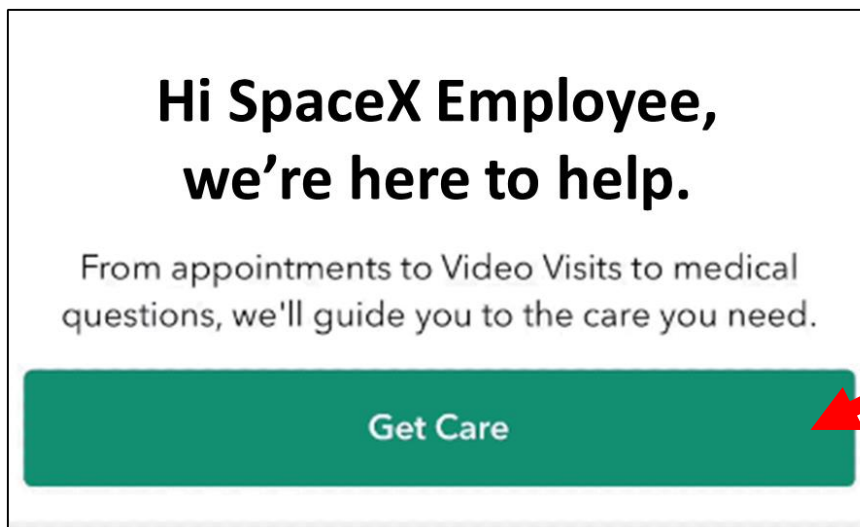 Hi SpaceX Employee,
we’re here to help.
From appointments to Video Visits to medical
questions, we'll guide you to the care you need.
Get Care